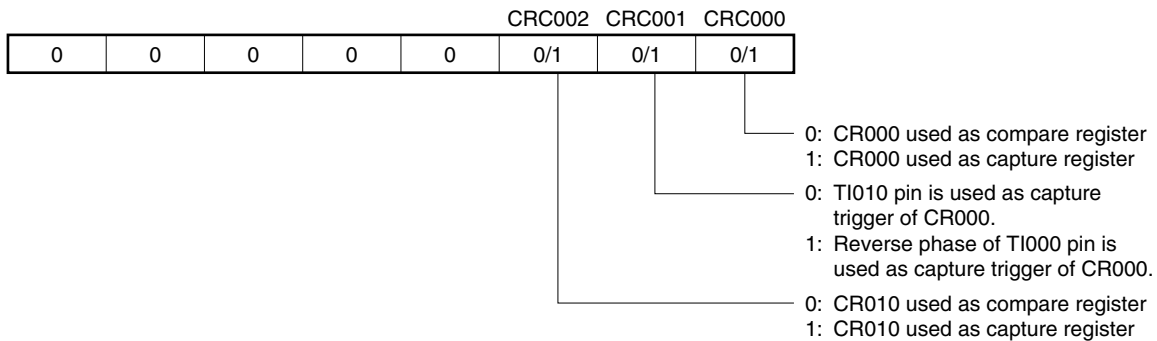 CRC002 CRC001 CRC000
0 0 0 0 0 0/1 0/1 0/1
0: CR000 used as compare register
1: CR000 used as capture register
0: TI010 pin is used as capture
trigger of CR000.
1: Reverse phase of TI000 pin is
used as capture trigger of CR000.
0: CR010 used as compare register
1: CR010 used as capture register